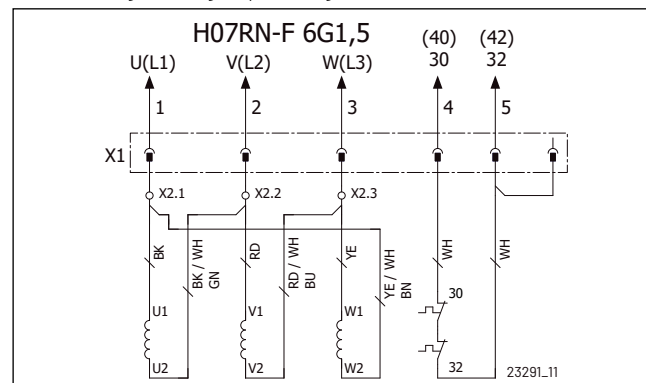 H07RN-F 6G1,5
(40) (42)
U(L1) V(L2) W(L3) 30 32
1 2 3 4 5
X1
X2.1 X2.2 X2.3
BK
BK / WH
GN
RD
RD / WH
BU
YE
YE / WH
BN
WH
WH
U1 V1 W1 30
U2 V2 W2 32
23291_11